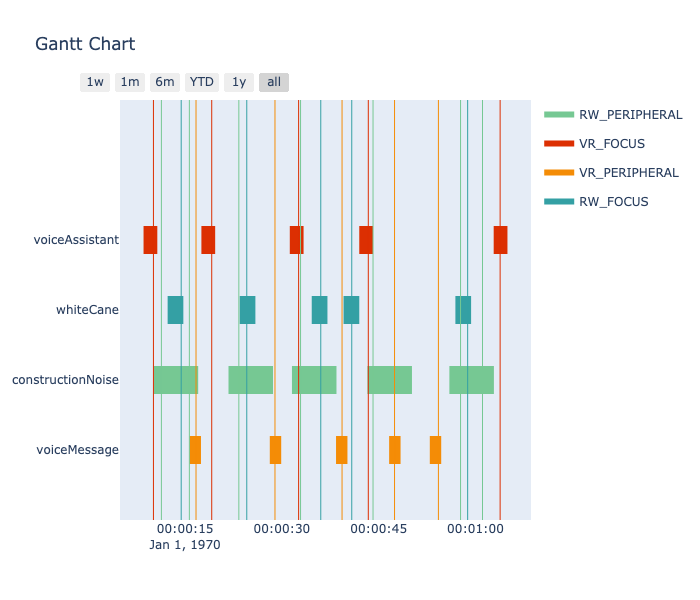 Gantt Chart
1w 1m 6m YTD 1y all
RW_PERIPHERAL
VR_FOCUS
VR_PERIPHERAL
RW_FOCUS
voiceAssistant
whiteCane
constructionNoise
voiceMessage
00:00:15 00:00:30 00:00:45 00:01:00
Jan 1, 1970